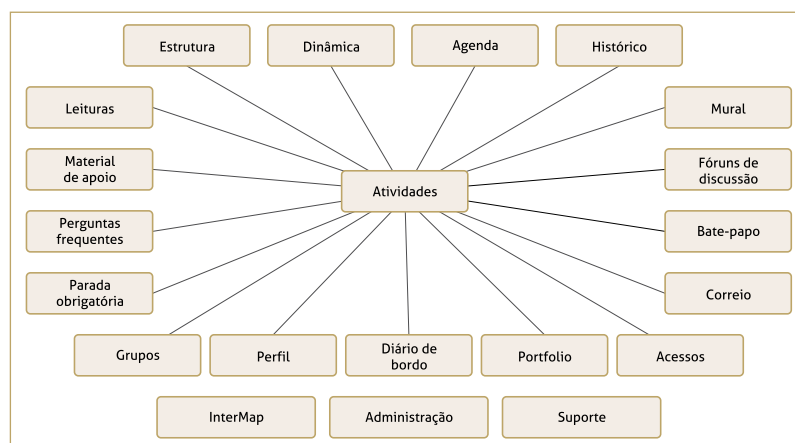 Estrutura
Dinâmica
Agenda
Histórico
Leituras
Mural
Material
de apoio
Fóruns de
discussão
Atividades
Perguntas
frequentes
Bate-papo
Parada
obrigatória
Correio
Grupos
Perfil
Diário de
bordo
Portfolio
Acessos
InterMap
Administração
Suporte